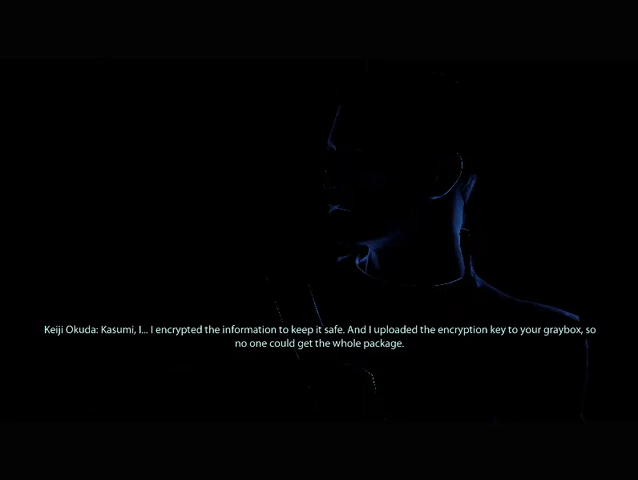 Keiji Okuda: Kasumi, I... I encrypted the information to keep it safe. And I uploaded the encryption key to your graybox, so
no one could get the whole package.